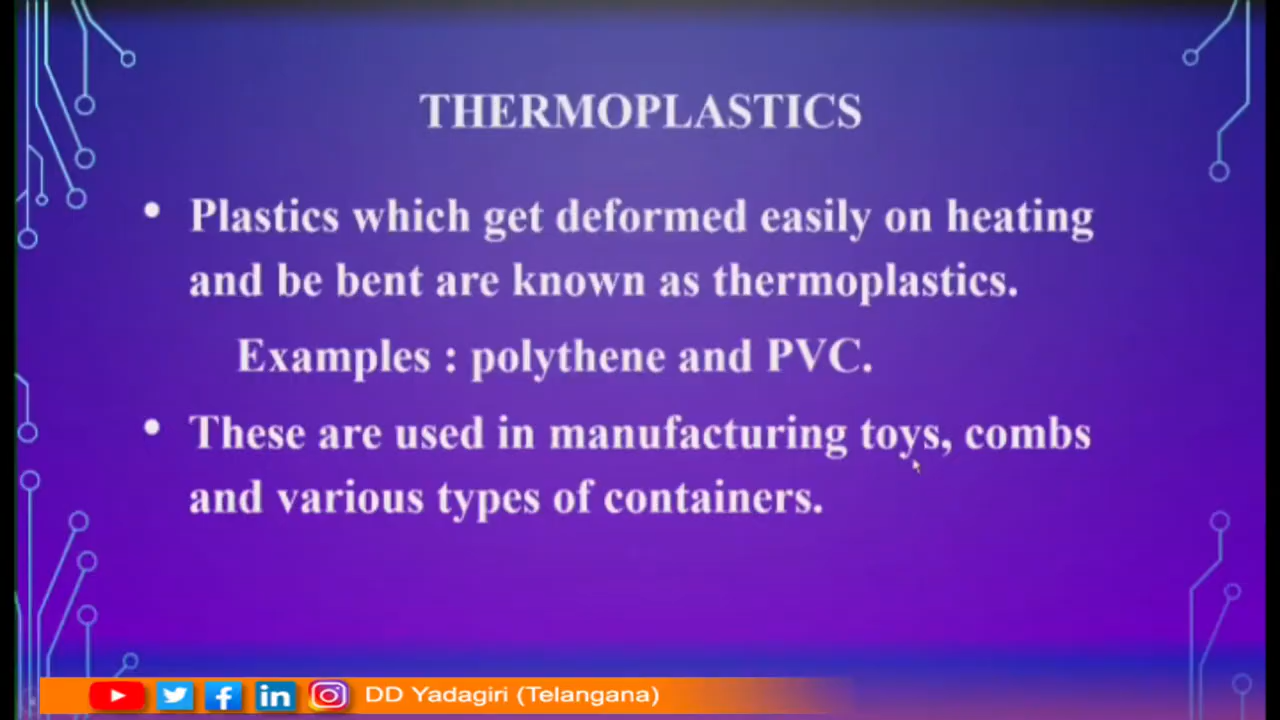 THERMOPLASTICS
• Plastics which get deformed easily on heating
and be bent are known as thermoplastics.
Examples : polythene and PVC.
• These are used in manufacturing toys, combs
and various types of containers.
DD Yadagiri (Telangana)